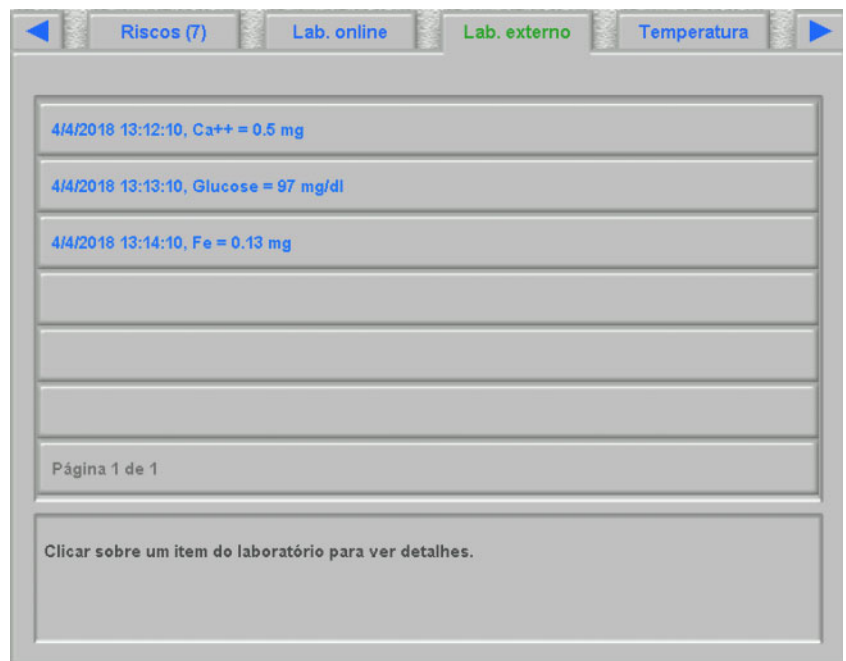 Riscos (7) Lab. online Lab. externo Temperatura
4/4/2018 13:12:10, Ca++ = 0.5 mg
4/4/2018 13:13:10, Glucose = 97 mg/dl
4/4/2018 13:14:10, Fe = 0.13 mg
Página 1 de 1
Clicar sobre um item do laboratório para ver detalhes.